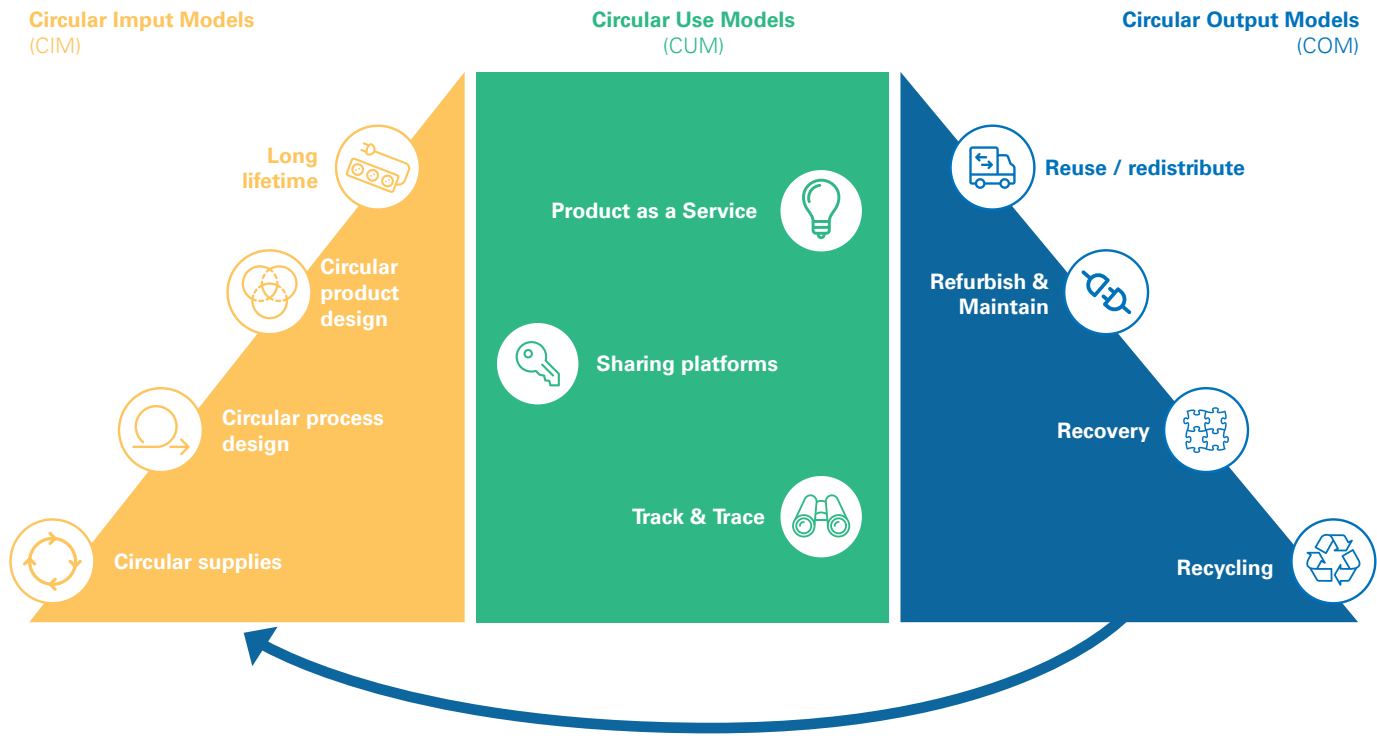 Circular Imput Models
(CIM)
Circular Use Models
(CUM)
Circular Output Models
(COM)
Long
lifetime
Circular
product
design
Circular process
design
Circular supplies
Product as a Service
Sharing platforms
Track & Trace
Reuse / redistribute
Refurbish &
Maintain
Recovery
Recycling